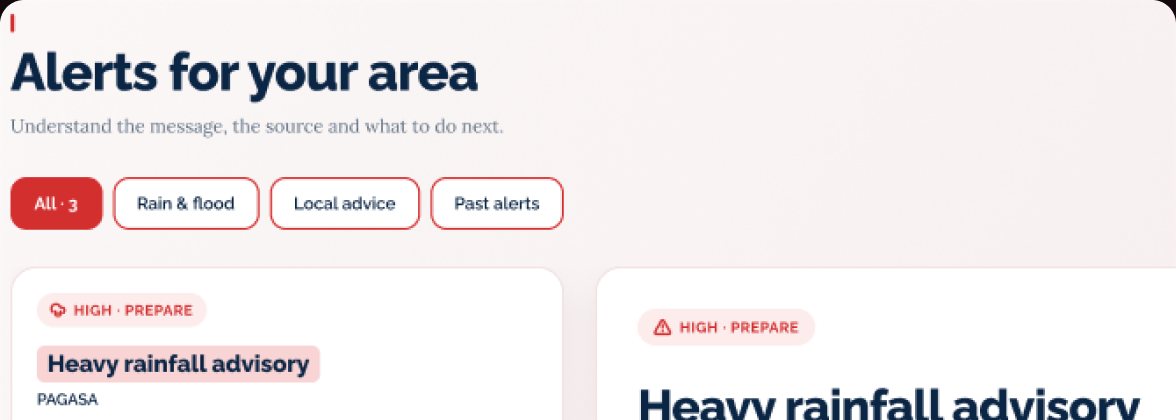 Alerts for your area
Understand the message, the source and what to do next.
All · 3
Rain & flood
Local advice
Past alerts
HIGH · PREPARE
Heavy rainfall advisory
PAGASA
HIGH · PREPARE
Heavy rainfall advisory